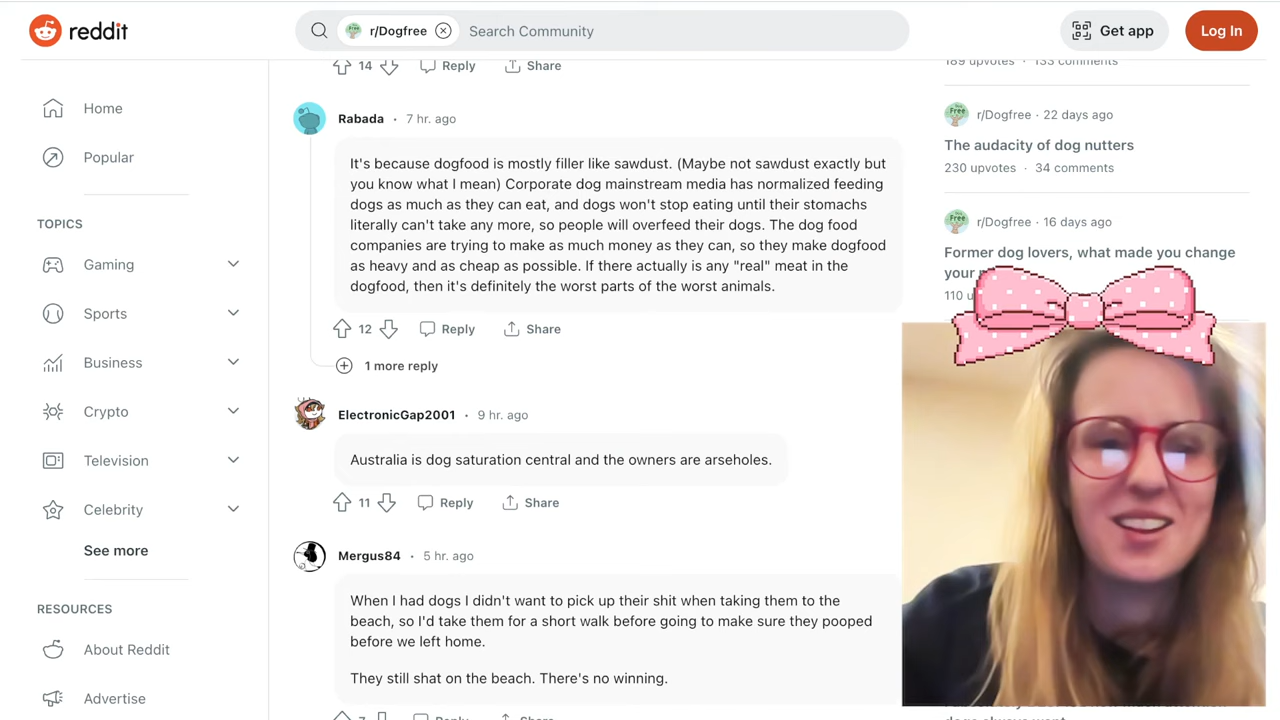 reddit
r/Dogfree
Search Community
Get app
Log In
Home
Popular
TOPICS
Gaming
Sports
Business
Crypto
Television
Celebrity
See more
RESOURCES
About Reddit
Advertise
14
Reply
Share
Rabada • 7 hr. ago
It's because dogfood is mostly filler like sawdust. (Maybe not sawdust exactly but
you know what I mean) Corporate dog mainstream media has normalized feeding
dogs as much as they can eat, and dogs won't stop eating until their stomachs
literally can't take any more, so people will overfeed their dogs. The dog food
companies are trying to make as much money as they can, so they make dogfood
as heavy and as cheap as possible. If there actually is any "real" meat in the
dogfood, then it's definitely the worst parts of the worst animals.
12
Reply
Share
1 more reply
ElectronicGap2001 • 9 hr. ago
Australia is dog saturation central and the owners are arseholes.
11
Reply
Share
Mergus84 • 5 hr. ago
When I had dogs I didn't want to pick up their shit when taking them to the
beach, so I'd take them for a short walk before going to make sure they pooped
before we left home.
They still shat on the beach. There's no winning.
Reply
Share
189 upvotes · 133 comments
Free
r/Dogfree · 22 days ago
The audacity of dog nutters
230 upvotes · 34 comments
Free
r/Dogfree · 16 days ago
Former dog lovers, what made you change
your
110 u